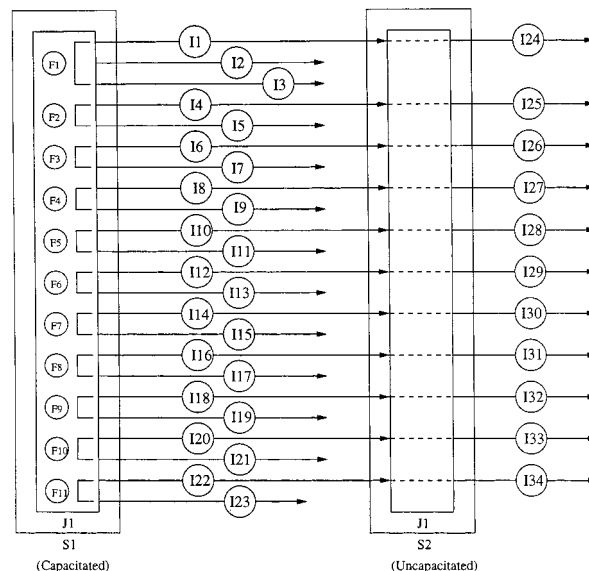 I1
I24
F1
I2
I3
I4
I25
F2
I5
I6
I26
F3
I7
I8
I27
F4
I9
I10
I28
F5
I11
I12
I29
F6
I13
I14
I30
F7
I15
I16
I31
F8
I17
I18
I32
F9
I19
I20
I33
F10
I21
I22
I34
F11
I23
J1
J1
S1
S2
(Capacitated)
(Uncapacitated)